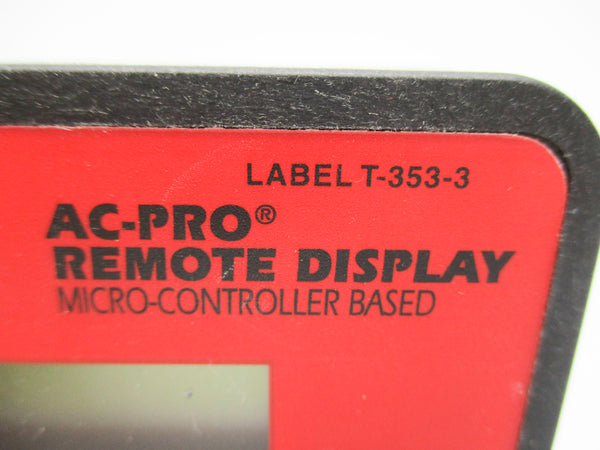 LABEL T-353-3
AC-PRO®
REMOTE DISPLAY
MICRO-CONTROLLER BASED